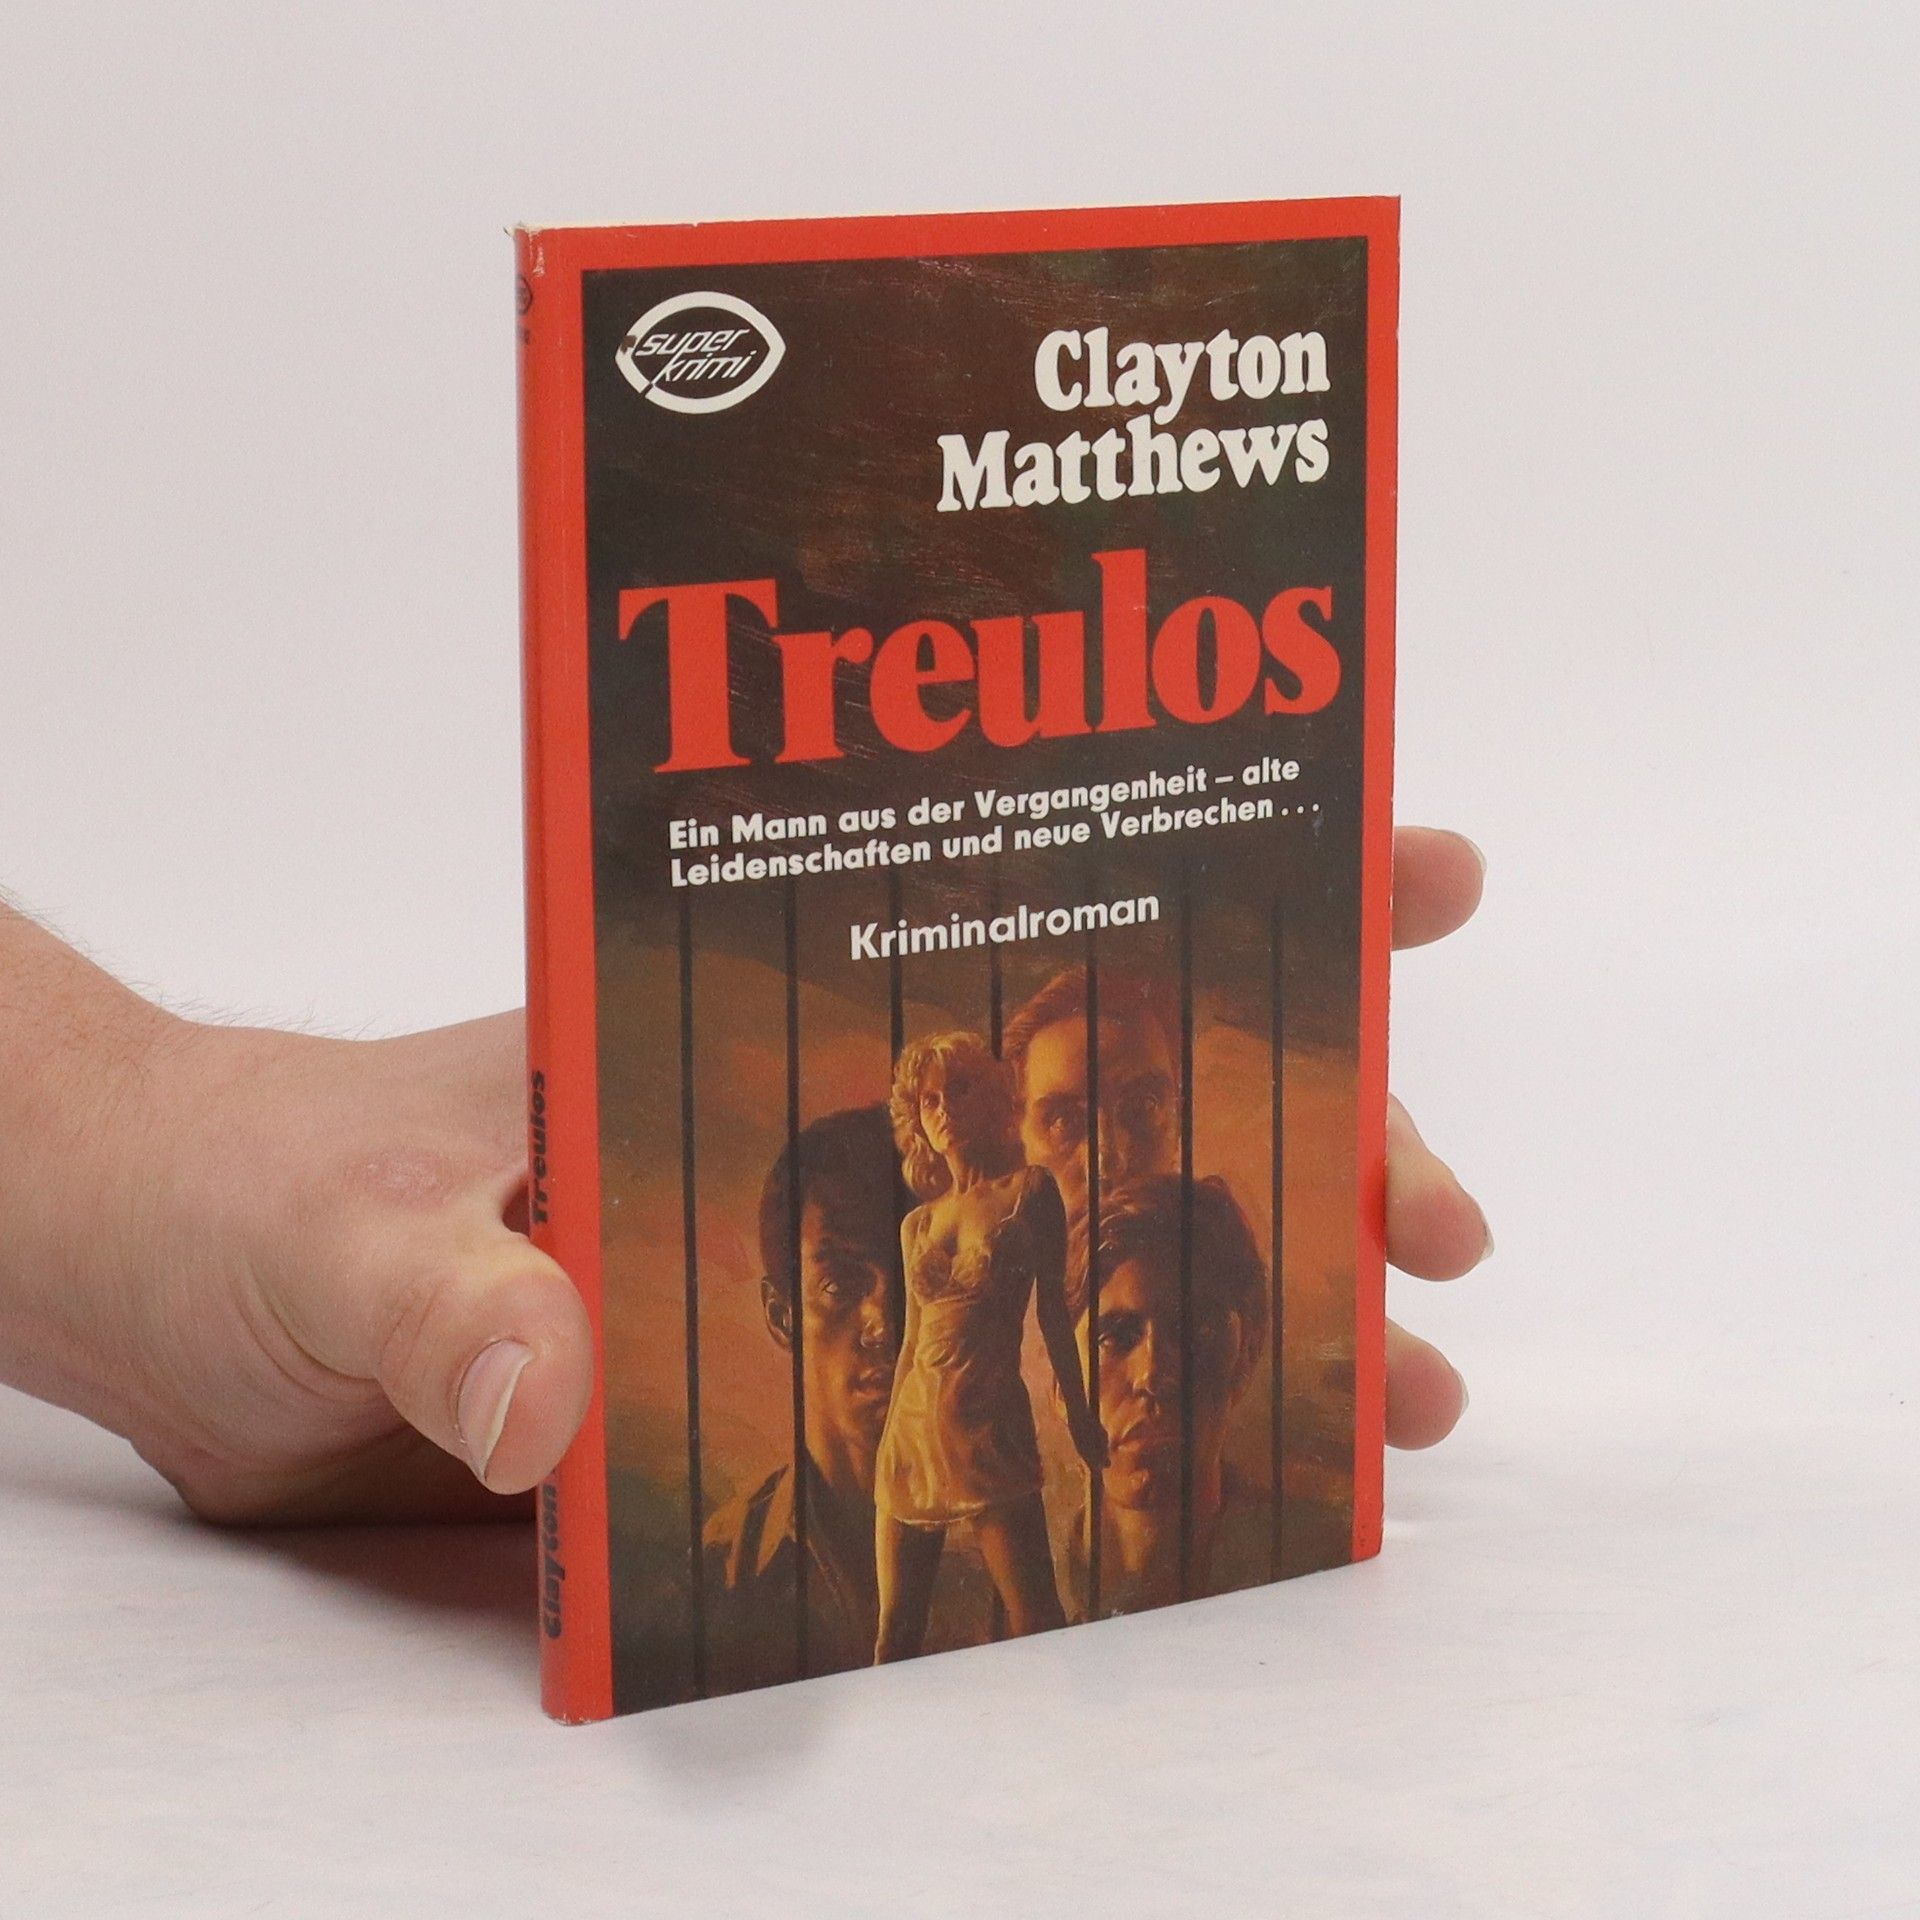 super
krimi
Clayton
Matthews
Treulos
Ein Mann aus der Vergangenheit – alte
Leidenschaften und neue Verbrechen...
Kriminalroman
Treulos
Clayton